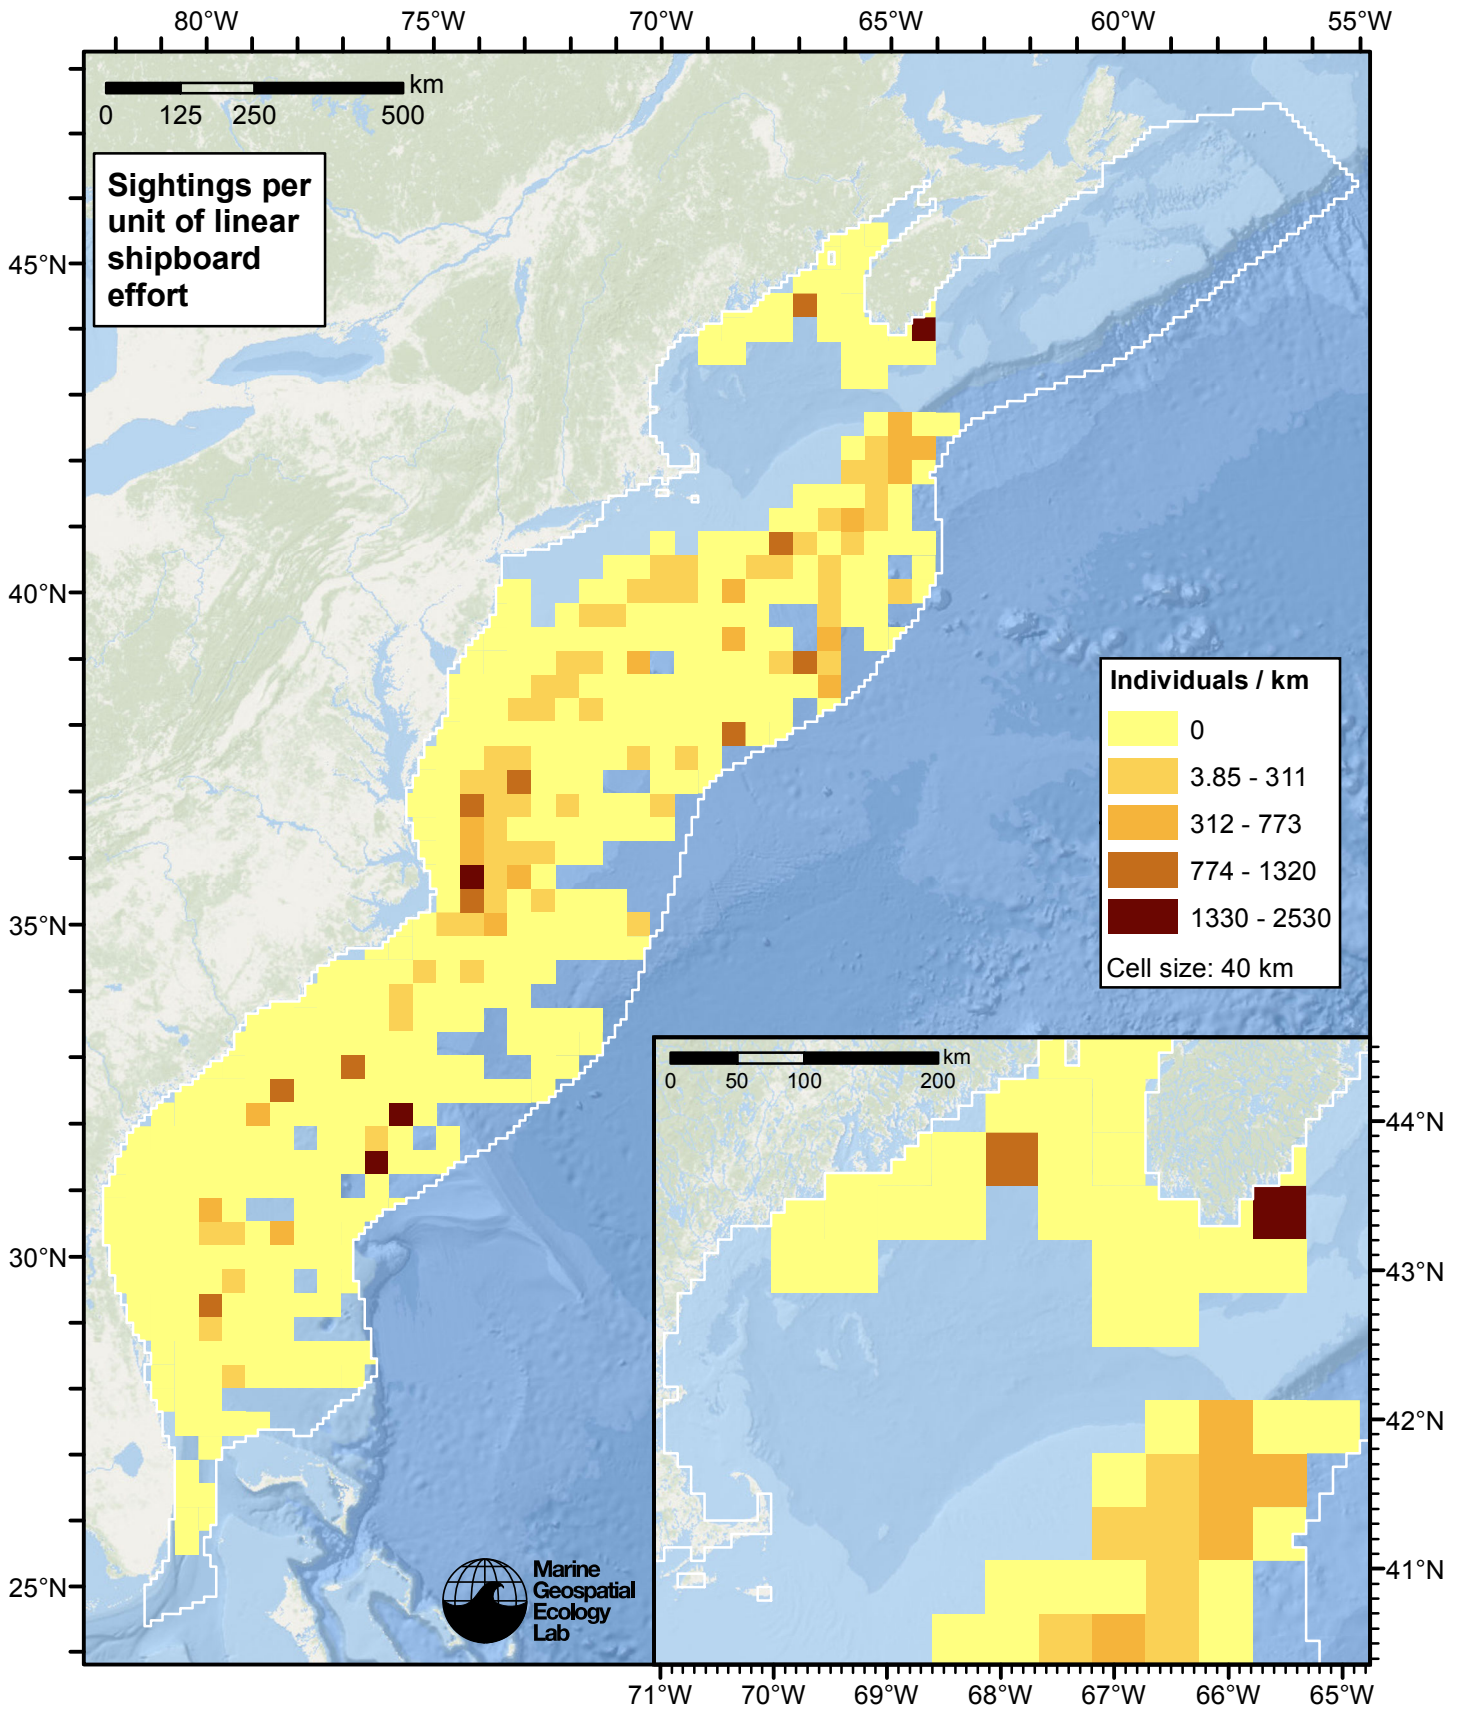 80°W 75°W 70°W 65°W 60°W 55°W
km
0 125 250 500
Sightings per
unit of linear
shipboard
effort
45°N
40°N
35°N
30°N
25°N
Individuals / km
0
3.85 - 311
312 - 773
774 - 1320
1330 - 2530
Cell size: 40 km
km
0 50 100 200
44°N
43°N
42°N
41°N
Marine
Geospatial
Ecology
Lab
71°W 70°W 69°W 68°W 67°W 66°W 65°W